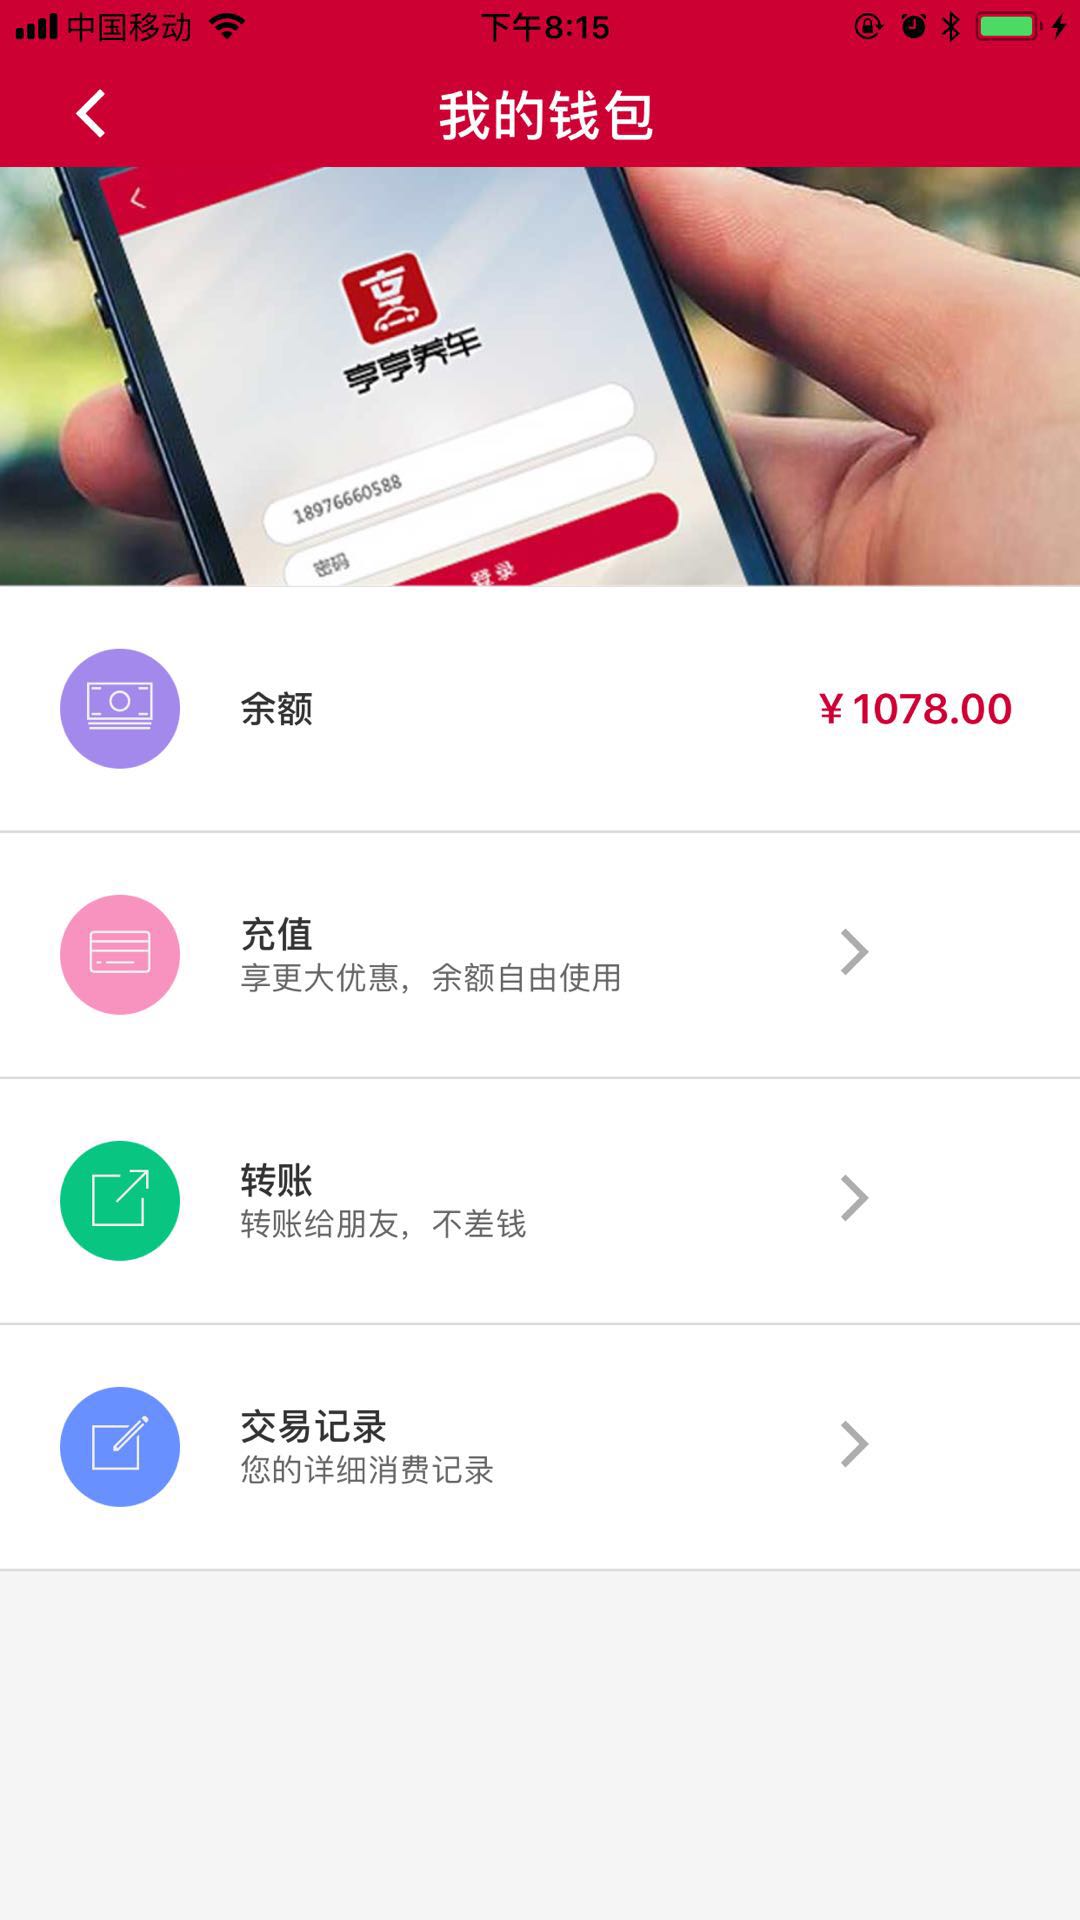 中国移动
下午8:15
我的钱包
亨亨养车
18976660588
密码
登录
余额
¥1078.00
充值
享更大优惠，余额自由使用
转账
转账给朋友，不差钱
交易记录
您的详细消费记录